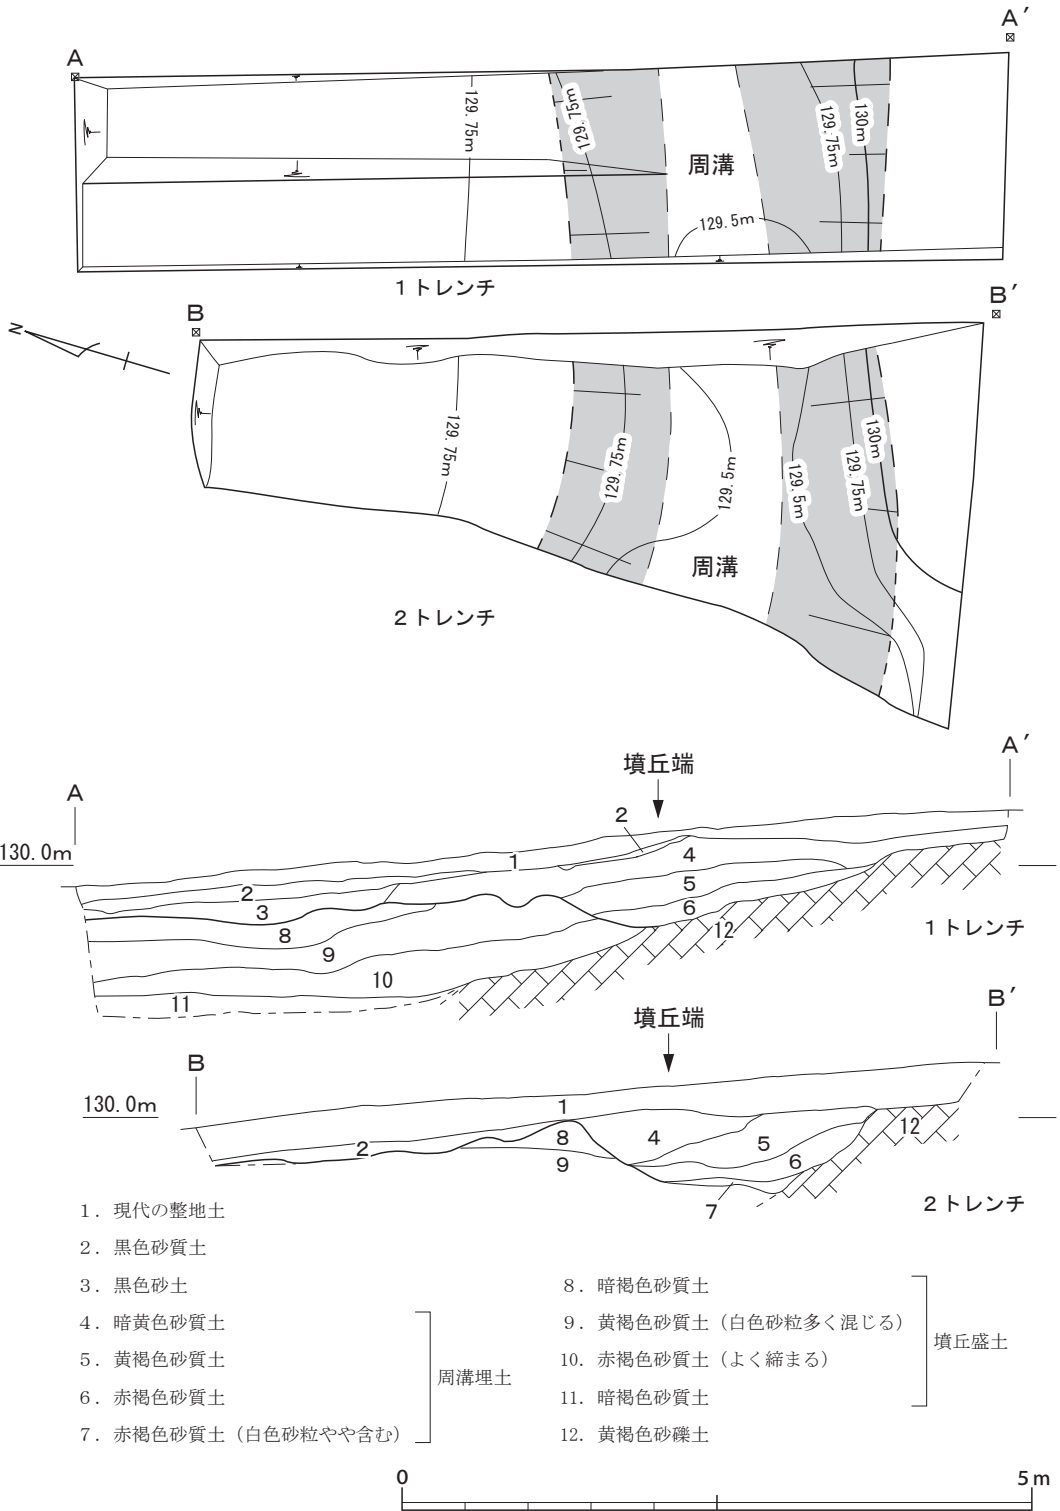 A
A′
129.75m
129.75m
周溝
129.75m
130m
129.5m
1トレンチ
B
B′
N
129.75m
129.75m
129.5m
129.5m
129.75m
130m
周溝
2トレンチ
墳丘端
A
A′
130.0m
2
1
4
2
5
3
6
8
12
1トレンチ
9
10
11
墳丘端
B
B′
130.0m
1
12
8
4
5
2
9
6
7
2トレンチ
1．現代の整地土
2．黒色砂質土
3．黒色砂土
4．暗黄色砂質土
5．黄褐色砂質土
6．赤褐色砂質土
7．赤褐色砂質土（白色砂粒やや含む）
周溝埋土
8．暗褐色砂質土
9．黄褐色砂質土（白色砂粒多く混じる）
10．赤褐色砂質土（よく締まる）
11．暗褐色砂質土
墳丘盛土
12．黄褐色砂礫土
0
5m